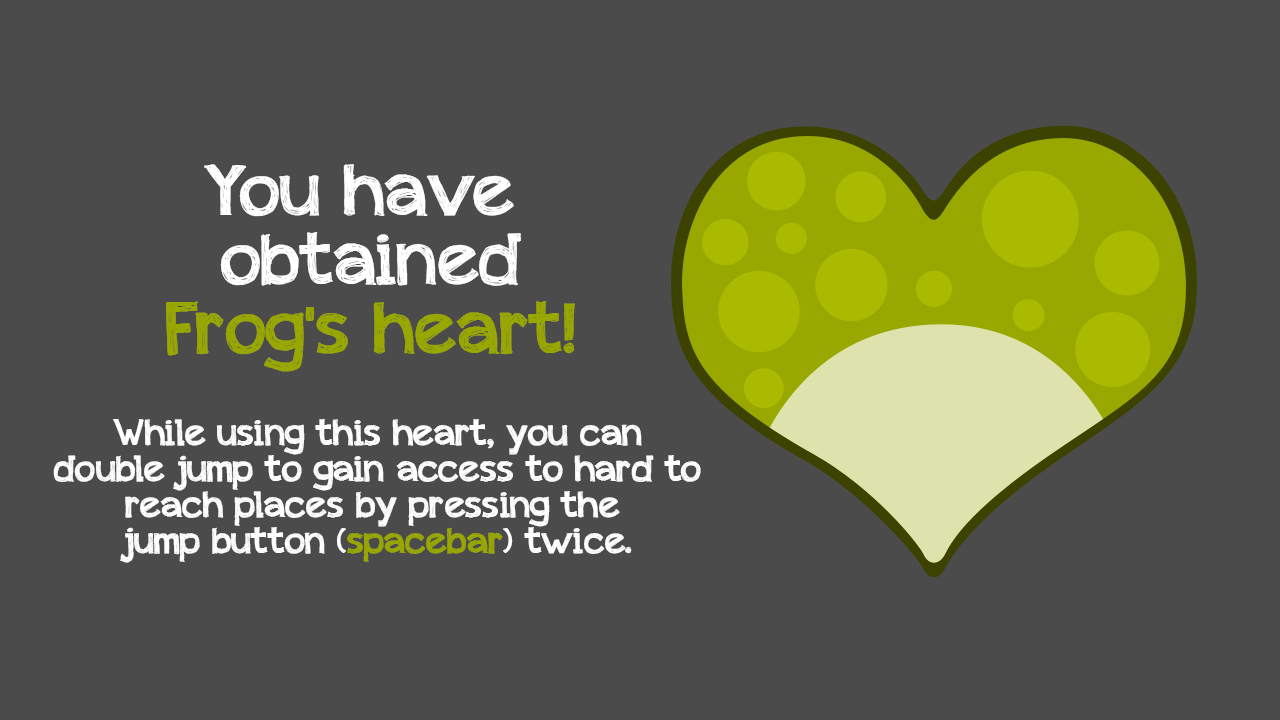 You have
obtained
Frog's heart!
While using this heart, you can
double jump to gain access to hard to
reach places by pressing the
jump button (spacebar) twice.